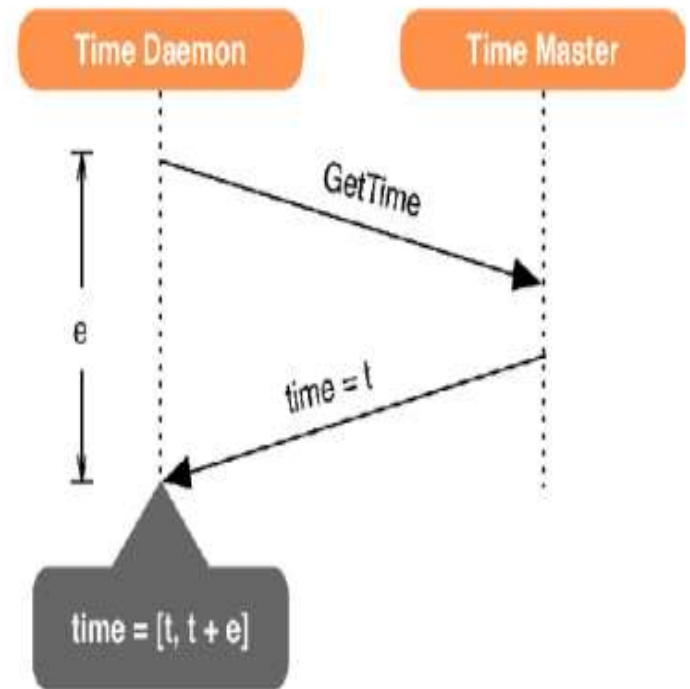 Time Daemon
Time Master
GetTime
e
time = t
time = [t, t + e]